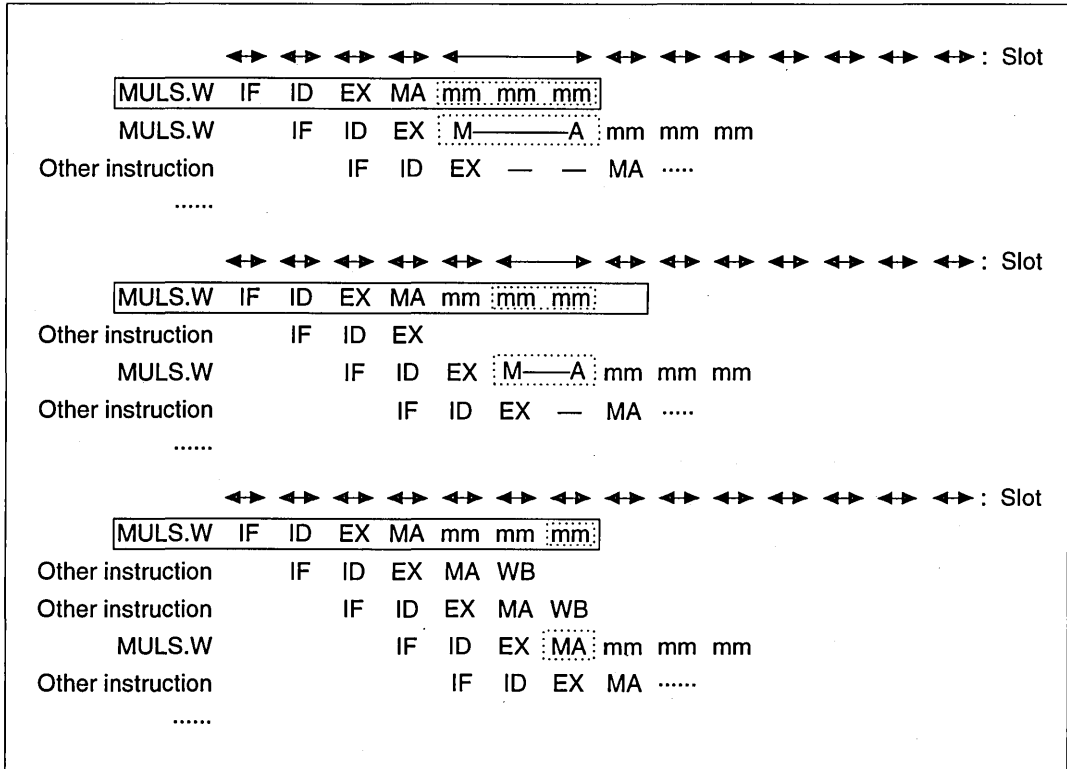 : Slot
MULS.W IF ID EX MA mm mm mm
MULS.W IF ID EX M———A mm mm mm
Other instruction IF ID EX — — MA ·····
······
: Slot
MULS.W IF ID EX MA mm mm mm
Other instruction IF ID EX
MULS.W IF ID EX M——A mm mm mm
Other instruction IF ID EX — MA ·····
······
: Slot
MULS.W IF ID EX MA mm mm mm
Other instruction IF ID EX MA WB
Other instruction IF ID EX MA WB
MULS.W IF ID EX MA mm mm mm
Other instruction IF ID EX MA ······
······